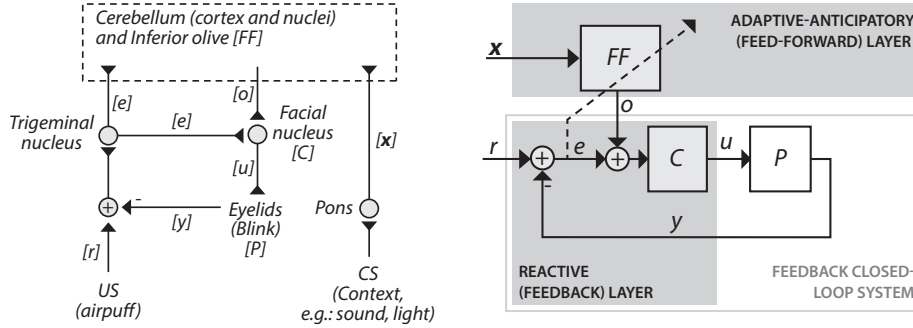 Cerebellum (cortex and nuclei)
and Inferior olive [FF]
[e]
[o]
Trigeminal
nucleus
[e]
Facial
nucleus
[C]
[x]
[u]
+
-
[y]
Eyelids
(Blink)
[P]
Pons
[r]
US
(airpuff)
CS
(Context,
e.g.: sound, light)
ADAPTIVE-ANTICIPATORY
(FEED-FORWARD) LAYER
x
FF
o
r
+
-
e
+
C
u
P
y
REACTIVE
(FEEDBACK) LAYER
FEEDBACK CLOSED-
LOOP SYSTEM